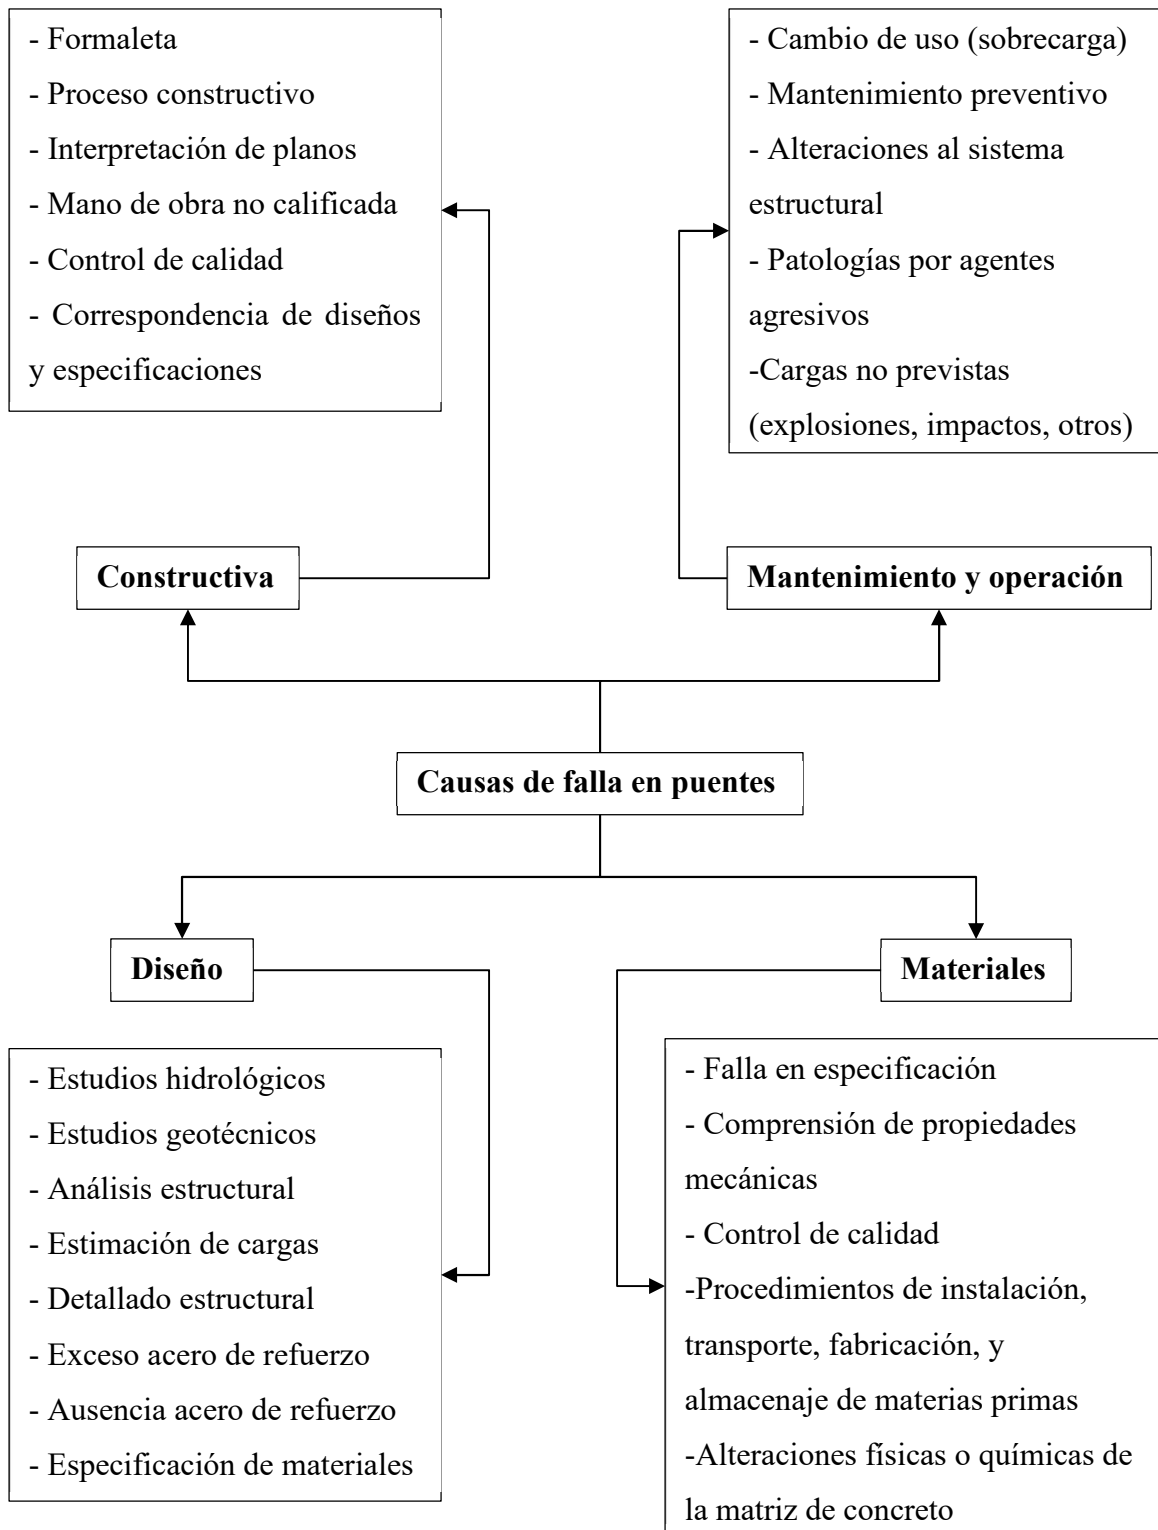 - Formaleta
- Proceso constructivo
- Interpretación de planos
- Mano de obra no calificada
- Control de calidad
- Correspondencia de diseños
y especificaciones
- Cambio de uso (sobrecarga)
- Mantenimiento preventivo
- Alteraciones al sistema
estructural
- Patologías por agentes
agresivos
-Cargas no previstas
(explosiones, impactos, otros)
Constructiva
Mantenimiento y operación
Causas de falla en puentes
Diseño
Materiales
- Estudios hidrológicos
- Estudios geotécnicos
- Análisis estructural
- Estimación de cargas
- Detallado estructural
- Exceso acero de refuerzo
- Ausencia acero de refuerzo
- Especificación de materiales
- Falla en especificación
- Comprensión de propiedades
mecánicas
- Control de calidad
-Procedimientos de instalación,
transporte, fabricación, y
almacenaje de materias primas
-Alteraciones físicas o químicas de
la matriz de concreto